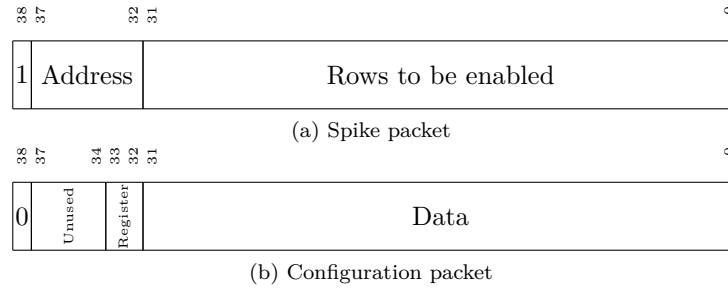 38 37 32 31
1 Address Rows to be enabled
(a) Spike packet
38 37 34 33 32 31
0 Unused Register Data
(b) Configuration packet